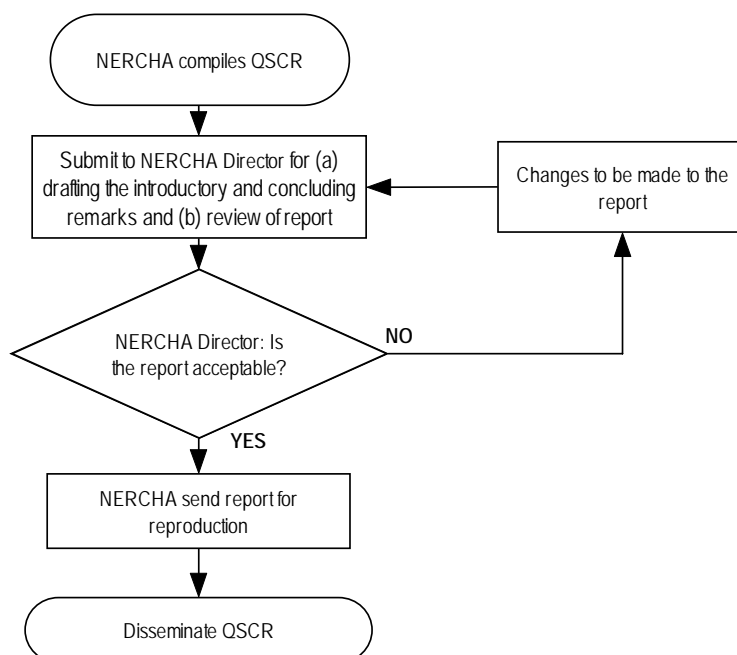 NERCHA compiles QSCR
Submit to NERCHA Director for (a)
drafting the introductory and concluding
remarks and (b) review of report
Changes to be made to the
report
NERCHA Director: Is
the report acceptable?
NO
YES
NERCHA send report for
reproduction
Disseminate QSCR